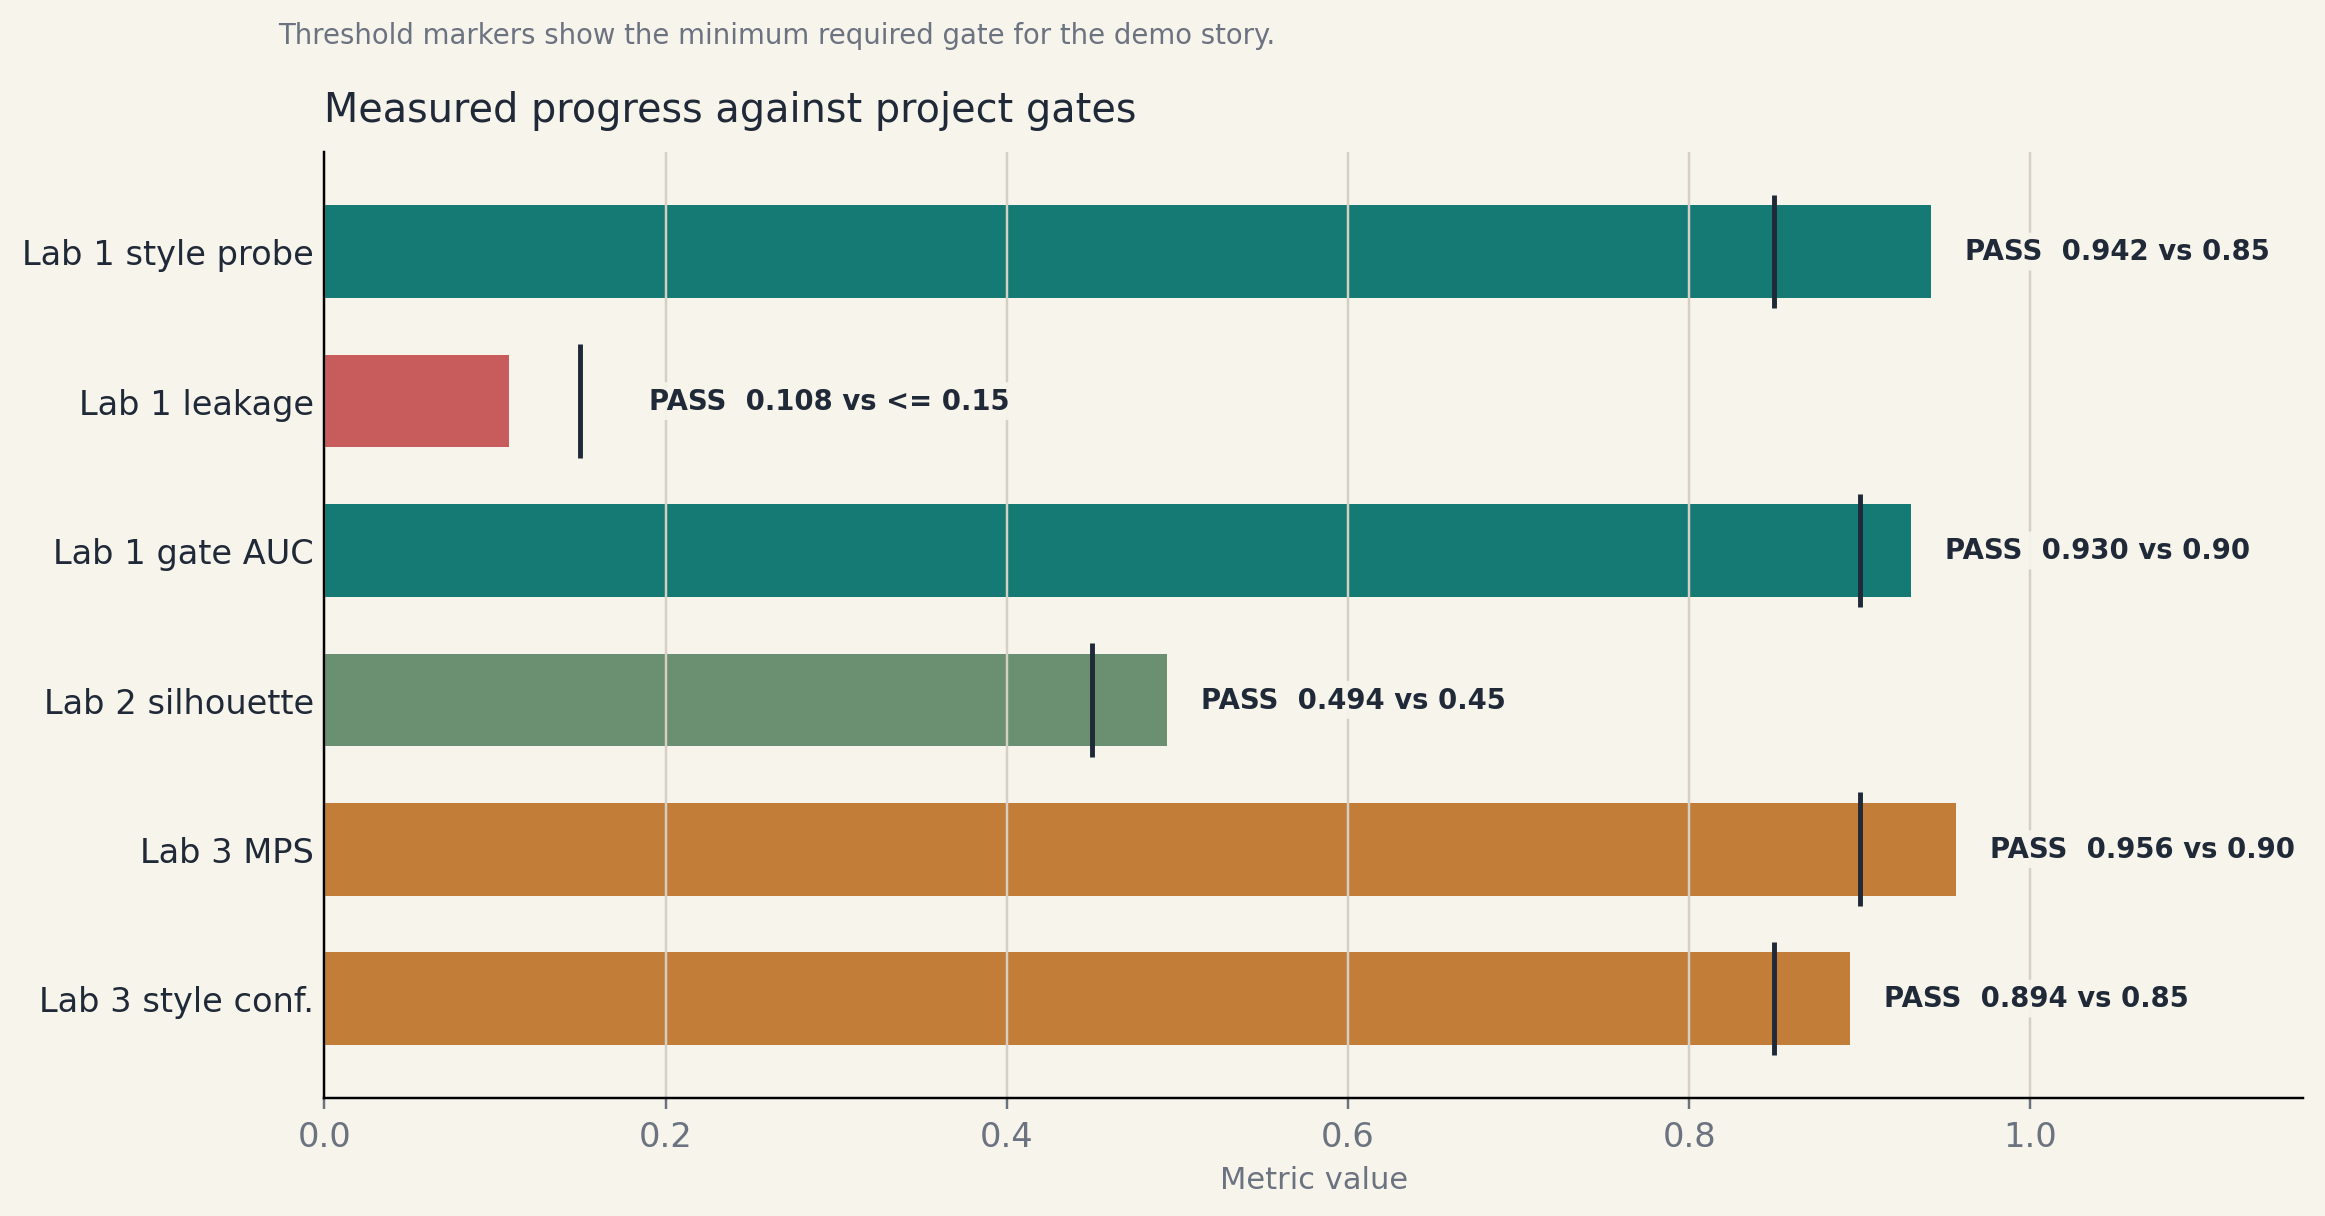 Threshold markers show the minimum required gate for the demo story.
Measured progress against project gates
Lab 1 style probe
PASS  0.942 vs 0.85
Lab 1 leakage
PASS  0.108 vs <= 0.15
Lab 1 gate AUC
PASS  0.930 vs 0.90
Lab 2 silhouette
PASS  0.494 vs 0.45
Lab 3 MPS
PASS  0.956 vs 0.90
Lab 3 style conf.
PASS  0.894 vs 0.85
0.0 0.2 0.4 0.6 0.8 1.0
Metric value